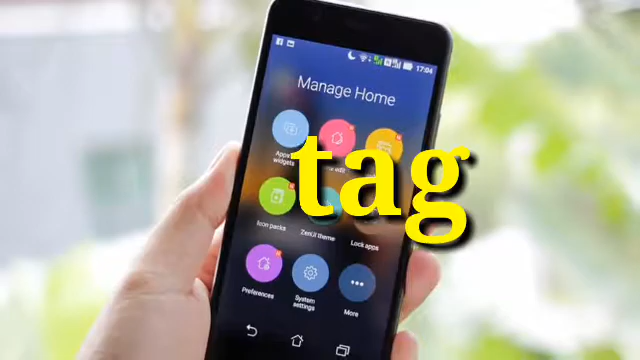 17:04
Manage Home
tag
Icon packs
ZenUI theme
Lock apps
Preferences
System
settings
More